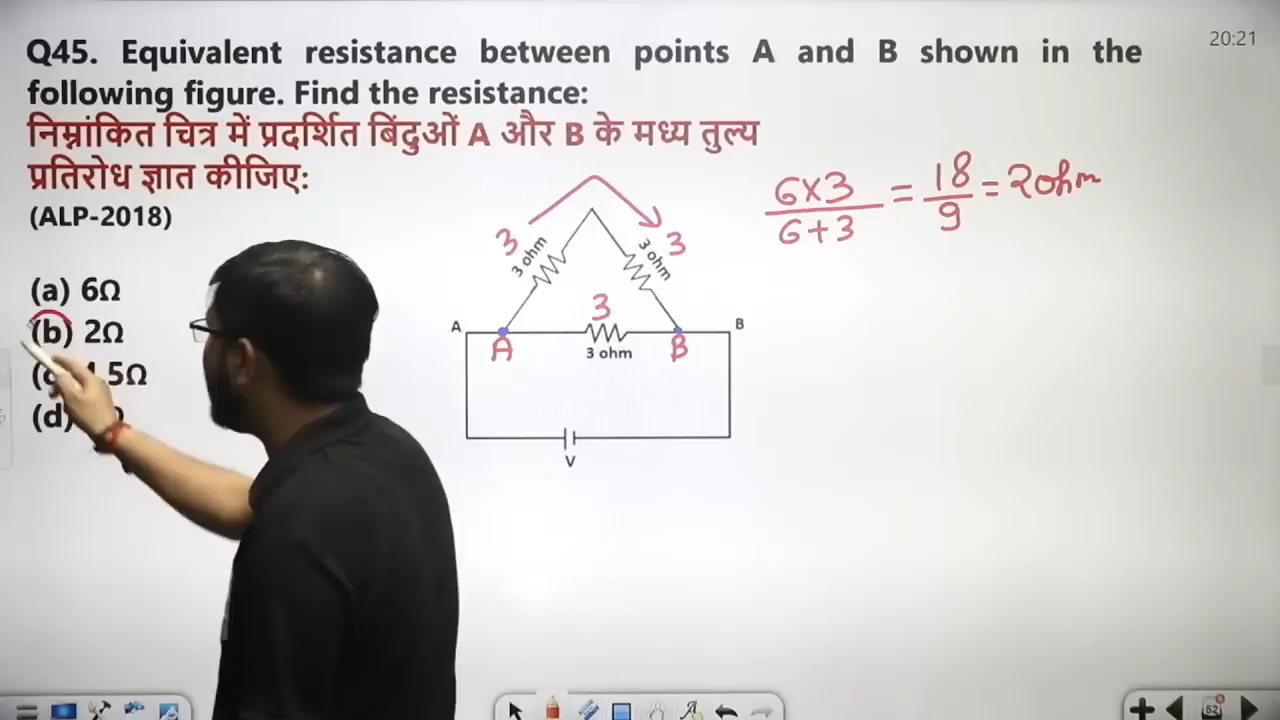 20:21
Q45. Equivalent resistance between points A and B shown in the
following figure. Find the resistance:
निम्नांकित चित्र में प्रदर्शित बिंदुओं A और B के मध्य तुल्य
प्रतिरोध ज्ञात कीजिए:
(ALP-2018)
6×3 = 18 = 2ohm
6+3 9
3 3
3 ohm 3 ohm
(a) 6Ω
(b) 2Ω
5Ω
(d)
3
A B
A B
3 ohm
V
52